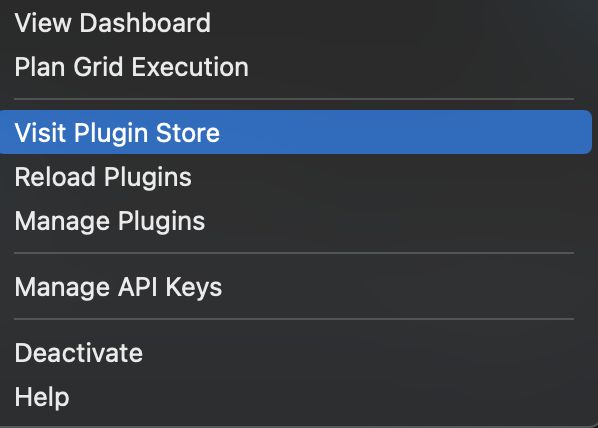 View Dashboard
Plan Grid Execution
Visit Plugin Store
Reload Plugins
Manage Plugins
Manage API Keys
Deactivate
Help